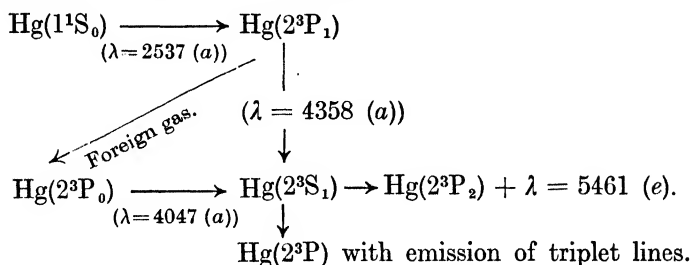 Hg(1¹S₀) ⟶ Hg(2³P₁)
(λ=2537 (a))
Foreign gas.
(λ = 4358 (a))
Hg(2³P₀) ⟶ Hg(2³S₁) → Hg(2³P₂) + λ = 5461 (e).
(λ=4047 (a))
Hg(2³P) with emission of triplet lines.